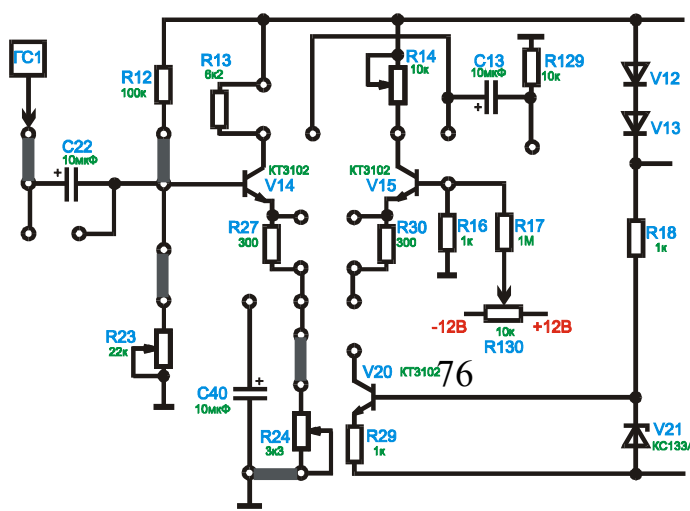 ГС1
R12
100к
C22
10мкФ
R13
6к2
КТ3102
V14
R27
300
R23
22к
C40
10мкФ
R24
3к3
R14
10к
C13
10мкФ
+
R129
10к
КТ3102
V15
R30
300
R16
1к
R17
1М
-12В
10к
+12В
R130
V20
КТ3102
76
R29
1к
V12
V13
R18
1к
V21
КС133А
+
+